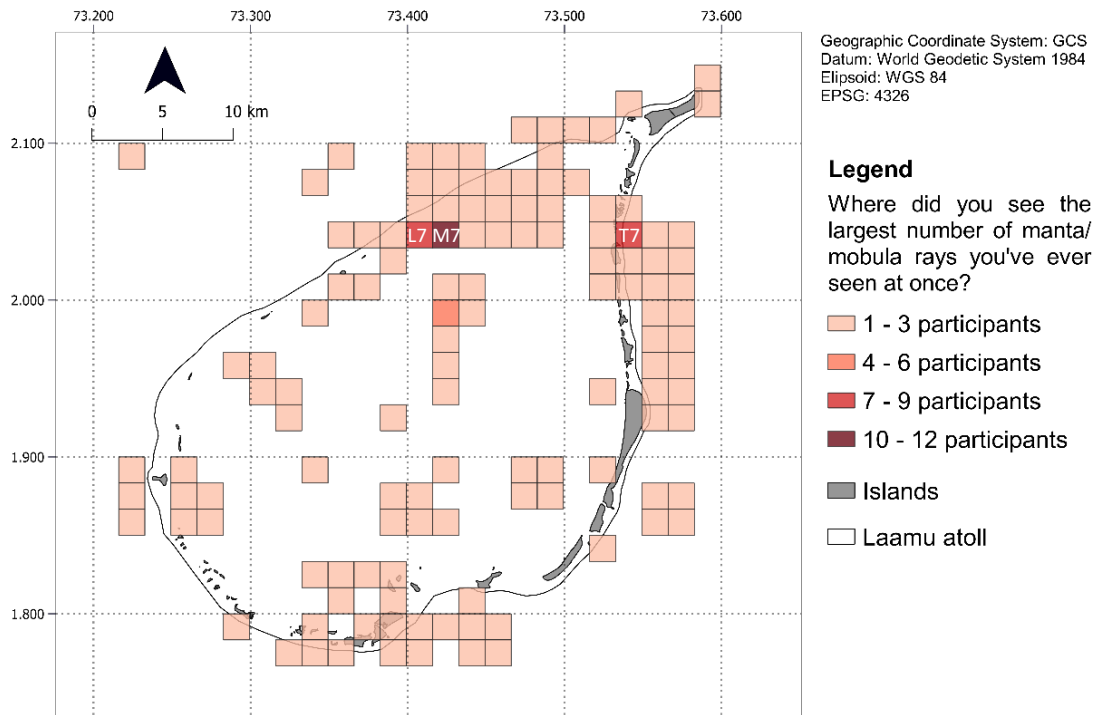 73.200 73.300 73.400 73.500 73.600
Geographic Coordinate System: GCS
Datum: World Geodetic System 1984
Elipsoid: WGS 84
EPSG: 4326
0 5 10 km
2.100
Legend
Where did you see the
largest number of manta/
mobula rays you've ever
seen at once?
L7 M7 T7
2.000
1 - 3 participants
4 - 6 participants
7 - 9 participants
10 - 12 participants
1.900
Islands
Laamu atoll
1.800